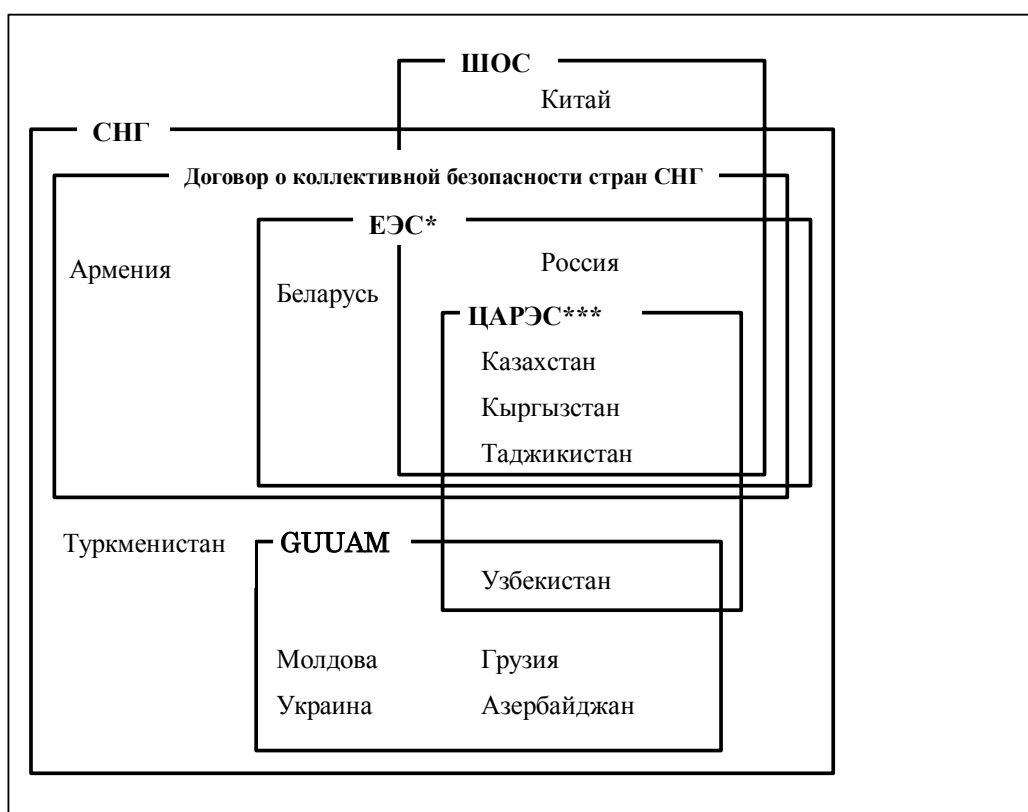 ШОС
Китай
СНГ
Договор о коллективной безопасности стран СНГ
ЕЭС*
Армения
Россия
Беларусь
ЦАРЭС***
Казахстан
Кыргызстан
Таджикистан
Туркменистан
GUUAM
Узбекистан
Молдова
Грузия
Украина
Азербайджан